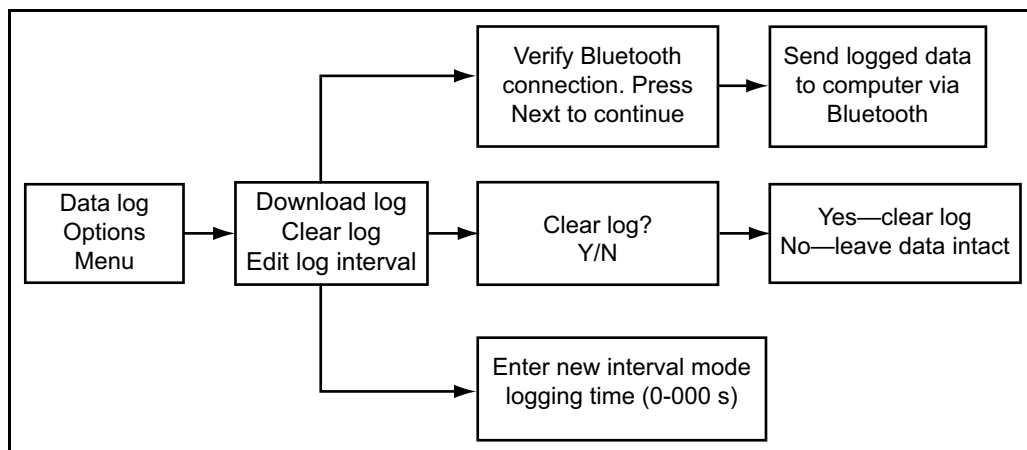 Verify Bluetooth
connection. Press
Next to continue
Send logged data
to computer via
Bluetooth
Data log
Options
Menu
Download log
Clear log
Edit log interval
Clear log?
Y/N
Yes—clear log
No—leave data intact
Enter new interval mode
logging time (0-000 s)